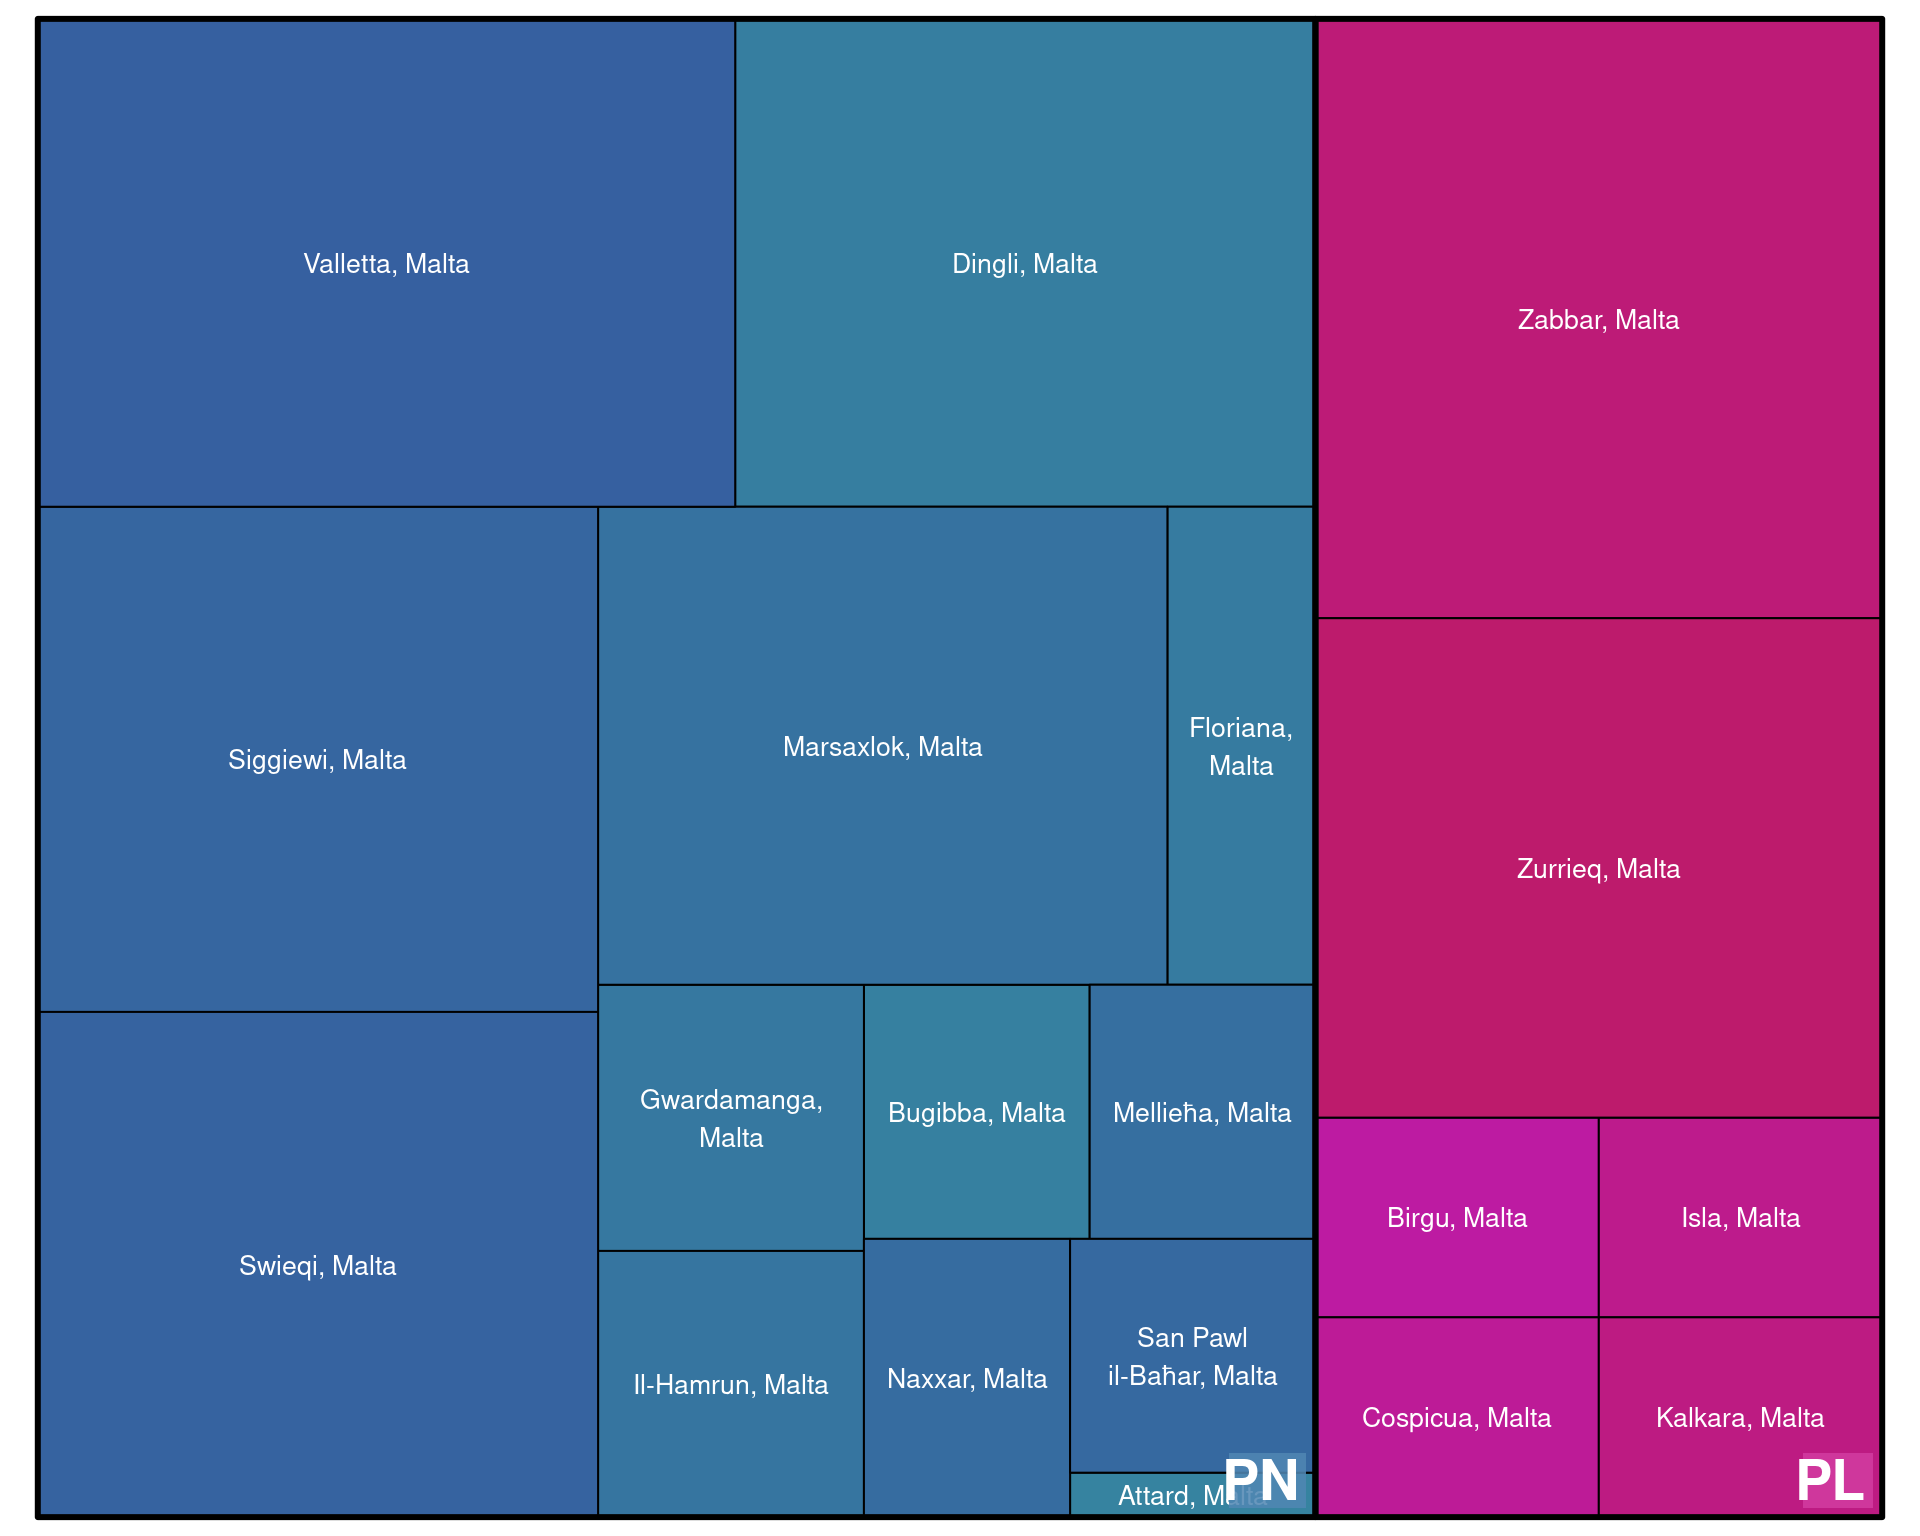 Valletta, Malta
Dingli, Malta
Zabbar, Malta
Siggiewi, Malta
Marsaxlok, Malta
Floriana,
Malta
Zurrieq, Malta
Swieqi, Malta
Gwardamanga,
Malta
Bugibba, Malta
Mellieħa, Malta
Il-Hamrun, Malta
Naxxar, Malta
San Pawl
il-Baħar, Malta
Attard, Malta
PN
Birgu, Malta
Isla, Malta
Cospicua, Malta
Kalkara, Malta
PL